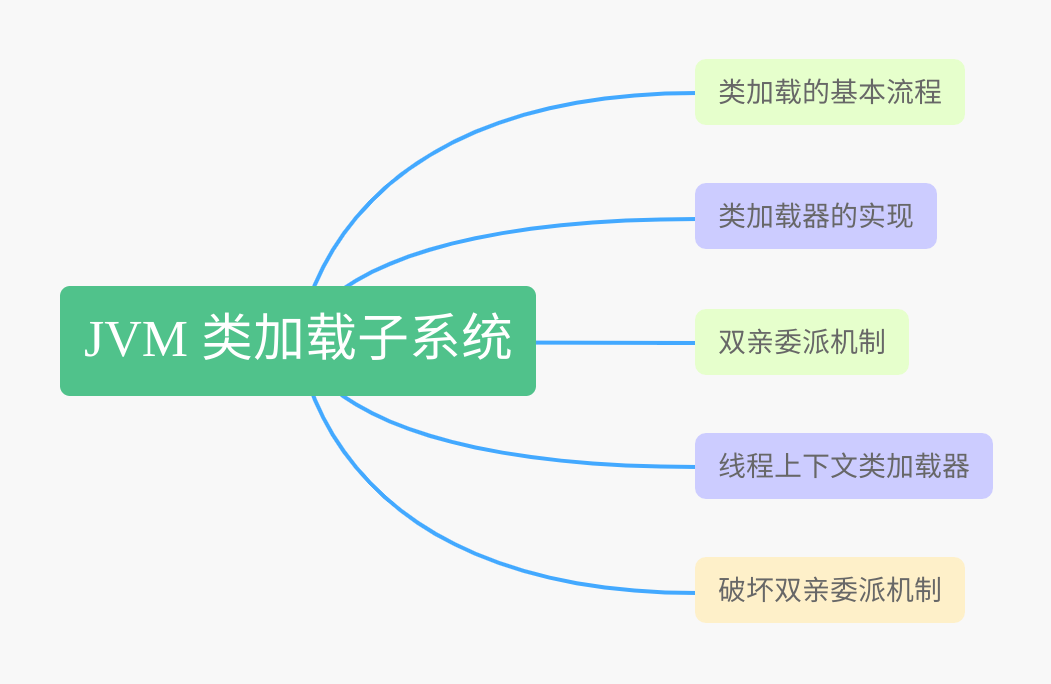 类加载的基本流程
类加载器的实现
JVM 类加载子系统
双亲委派机制
线程上下文类加载器
破坏双亲委派机制